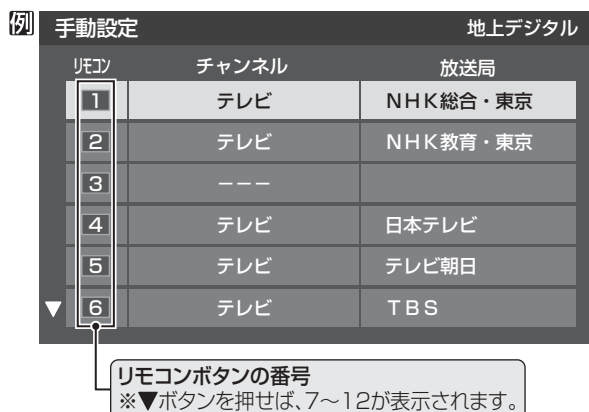 例 手動設定 地上デジタル
リモコン チャンネル 放送局
1 テレビ NHK総合・東京
2 テレビ NHK教育・東京
3 −−−
4 テレビ 日本テレビ
5 テレビ テレビ朝日
▼ 6 テレビ TBS
リモコンボタンの番号
※▼ボタンを押せば、7〜12が表示されます。